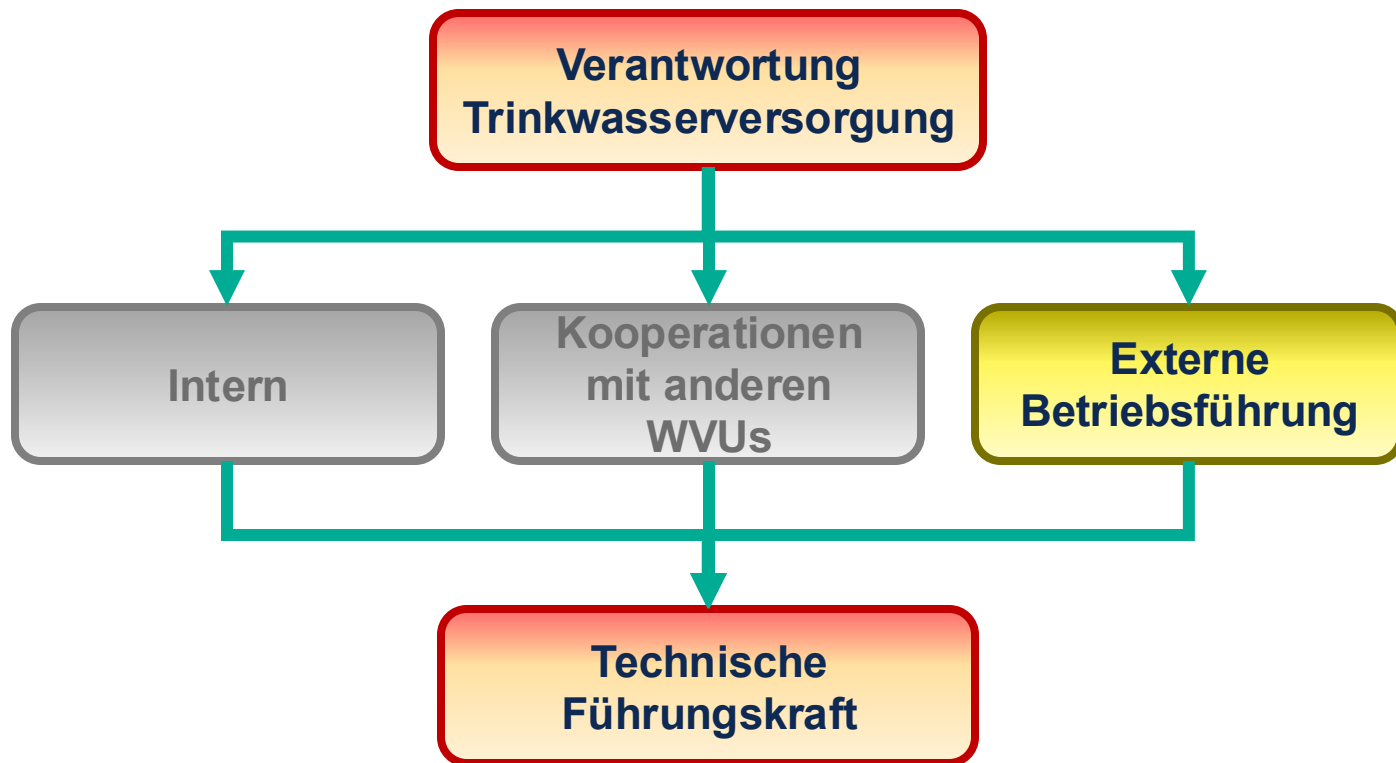 Verantwortung
Trinkwasserversorgung
Intern
Kooperationen
mit anderen
WVUs
Externe
Betriebsführung
Technische
Führungskraft